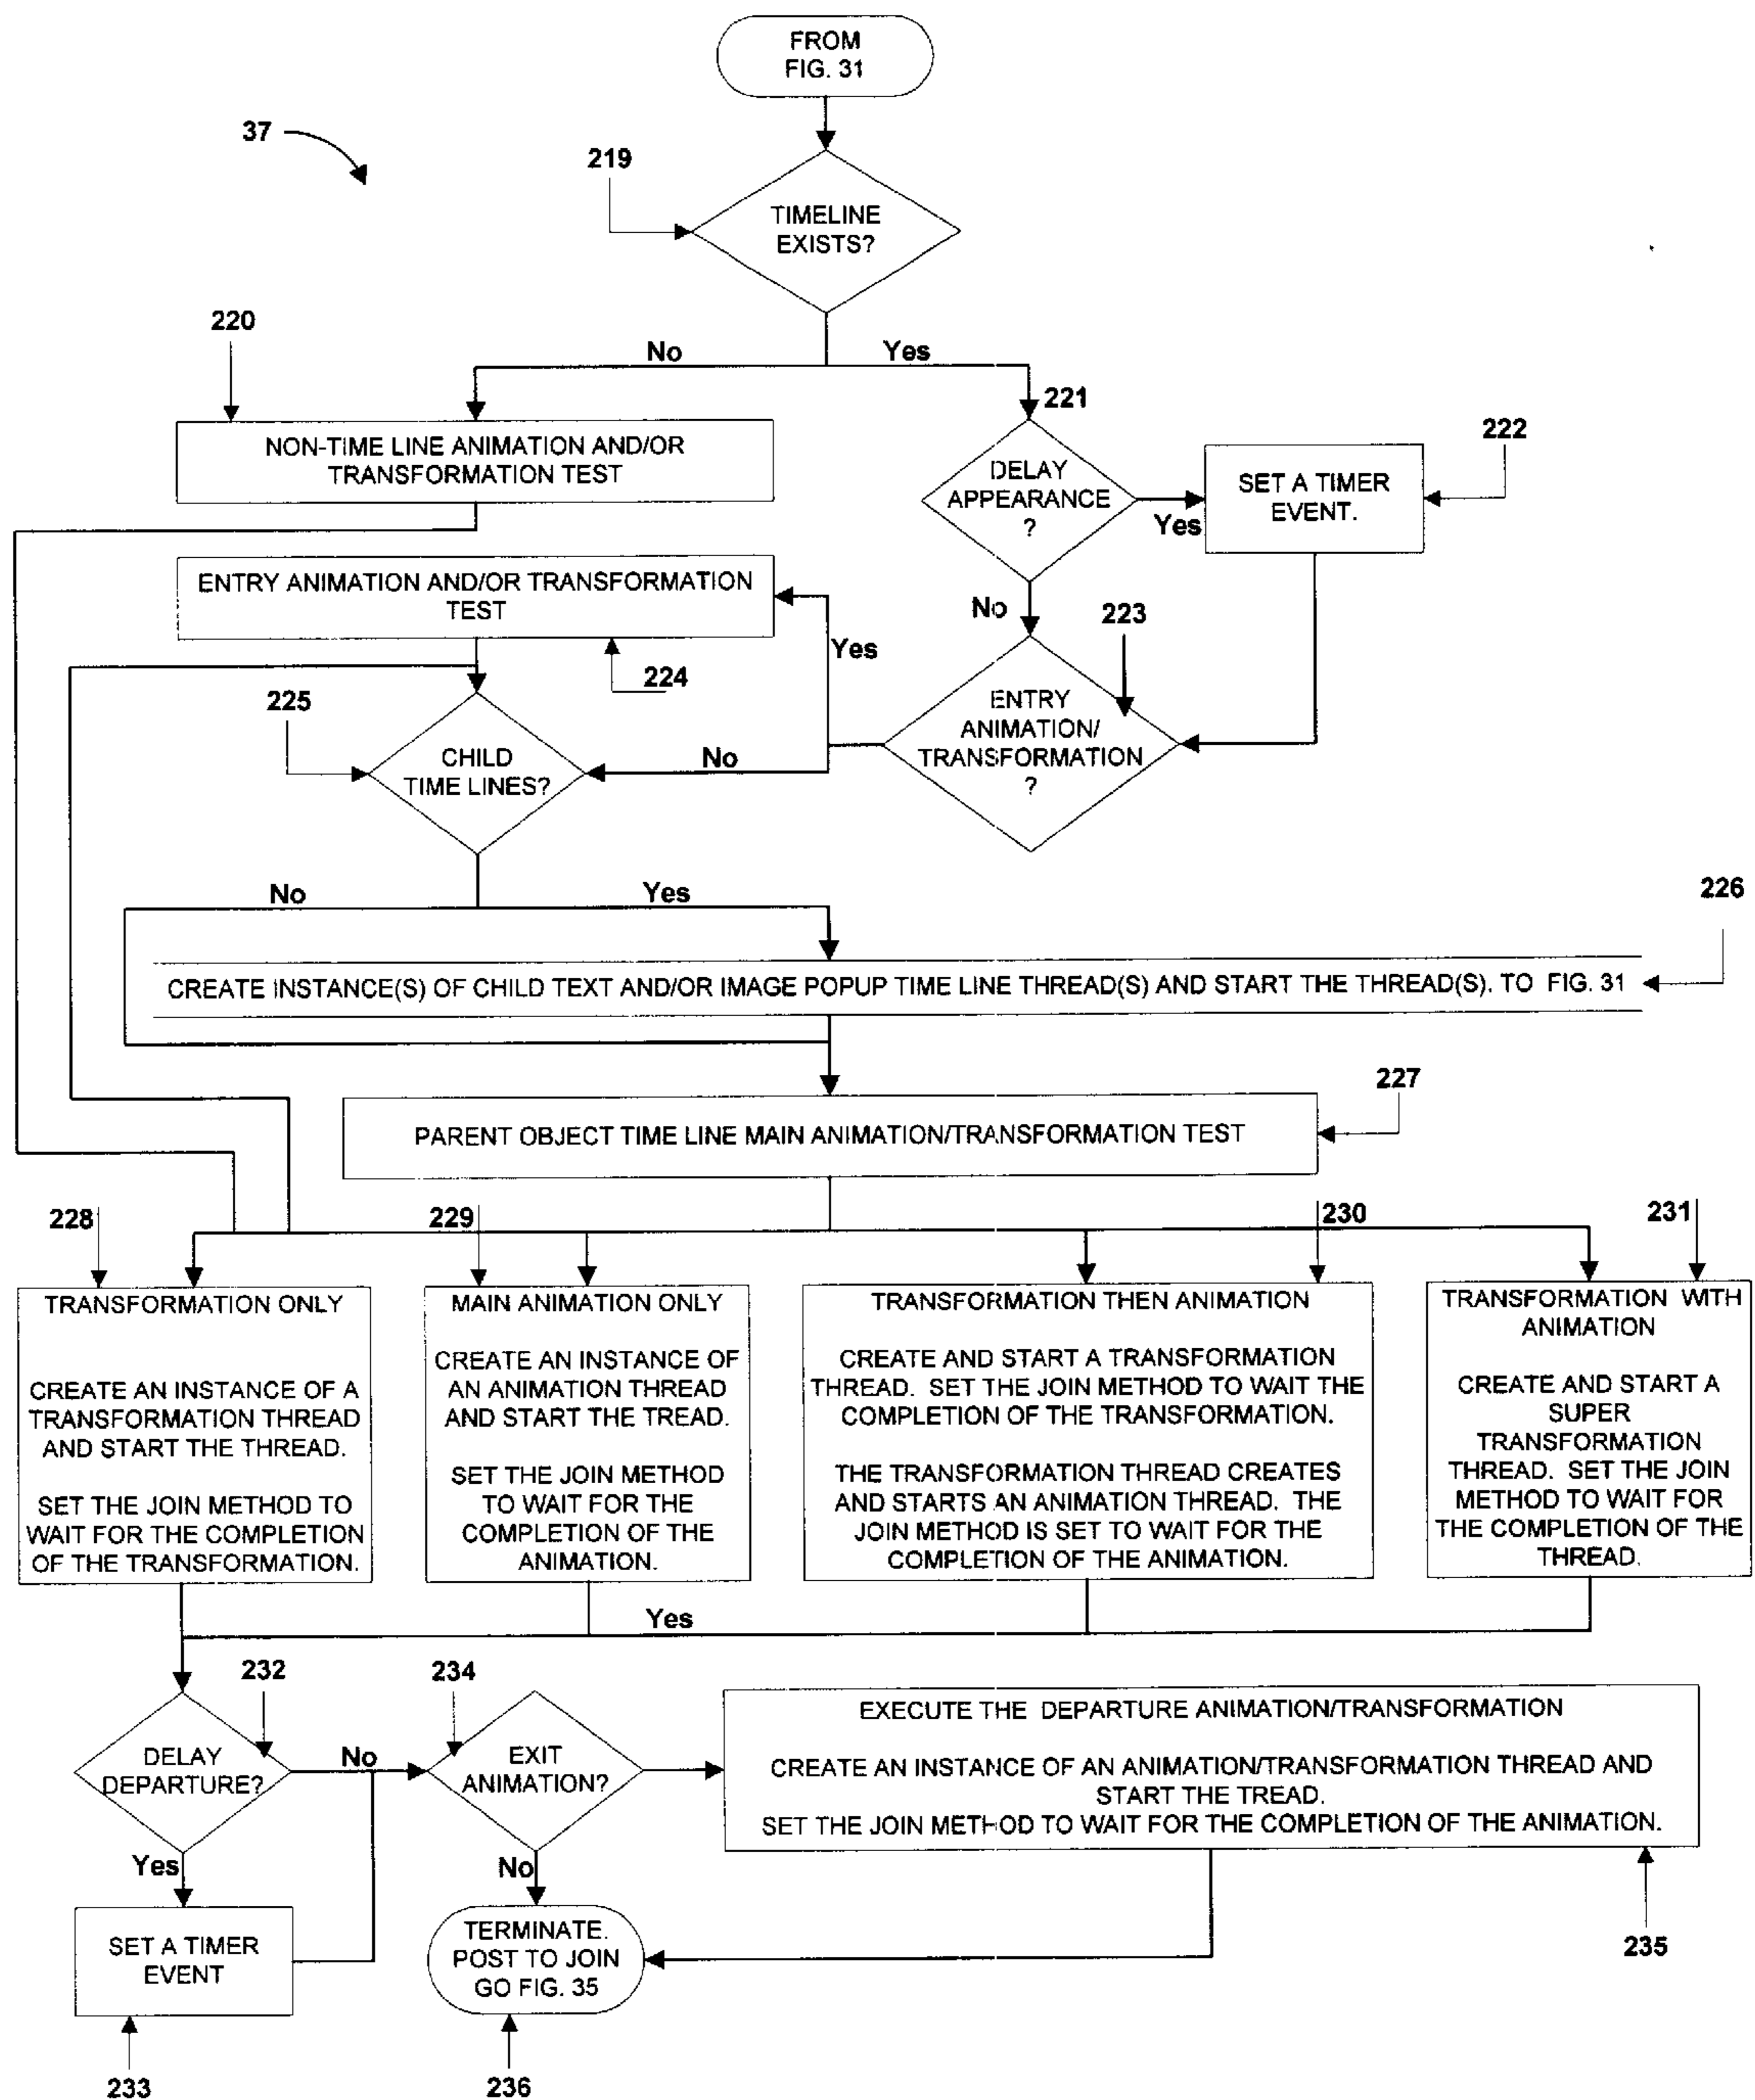 FROM
FIG. 31
37
219
TIMELINE
EXISTS?
220
No
Yes
221
222
NON-TIME LINE ANIMATION AND/OR
TRANSFORMATION TEST
DELAY
APPEARANCE
?
Yes
SET A TIMER
EVENT.
ENTRY ANIMATION AND/OR TRANSFORMATION
TEST
No
223
Yes
224
225
ENTRY
ANIMATION/
TRANSFORMATION
?
CHILD
TIME LINES?
No
No
Yes
226
CREATE INSTANCE(S) OF CHILD TEXT AND/OR IMAGE POPUP TIME LINE THREAD(S) AND START THE THREAD(S). TO FIG. 31
227
PARENT OBJECT TIME LINE MAIN ANIMATION/TRANSFORMATION TEST
228
229
230
231
TRANSFORMATION ONLY
CREATE AN INSTANCE OF A
TRANSFORMATION THREAD
AND START THE THREAD.
SET THE JOIN METHOD TO
WAIT FOR THE COMPLETION
OF THE TRANSFORMATION.
MAIN ANIMATION ONLY
CREATE AN INSTANCE OF
AN ANIMATION THREAD
AND START THE TREAD.
SET THE JOIN METHOD
TO WAIT FOR THE
COMPLETION OF THE
ANIMATION.
TRANSFORMATION THEN ANIMATION
CREATE AND START A TRANSFORMATION
THREAD. SET THE JOIN METHOD TO WAIT THE
COMPLETION OF THE TRANSFORMATION.
THE TRANSFORMATION THREAD CREATES
AND STARTS AN ANIMATION THREAD. THE
JOIN METHOD IS SET TO WAIT FOR THE
COMPLETION OF THE ANIMATION.
TRANSFORMATION WITH
ANIMATION
CREATE AND START A
SUPER
TRANSFORMATION
THREAD. SET THE JOIN
METHOD TO WAIT FOR
THE COMPLETION OF THE
THREAD.
Yes
232
234
DELAY
DEPARTURE?
No
EXIT
ANIMATION?
EXECUTE THE DEPARTURE ANIMATION/TRANSFORMATION
CREATE AN INSTANCE OF AN ANIMATION/TRANSFORMATION THREAD AND
START THE TREAD.
SET THE JOIN METHOD TO WAIT FOR THE COMPLETION OF THE ANIMATION.
Yes
No
SET A TIMER
EVENT
TERMINATE.
POST TO JOIN
GO FIG. 35
235
233
236